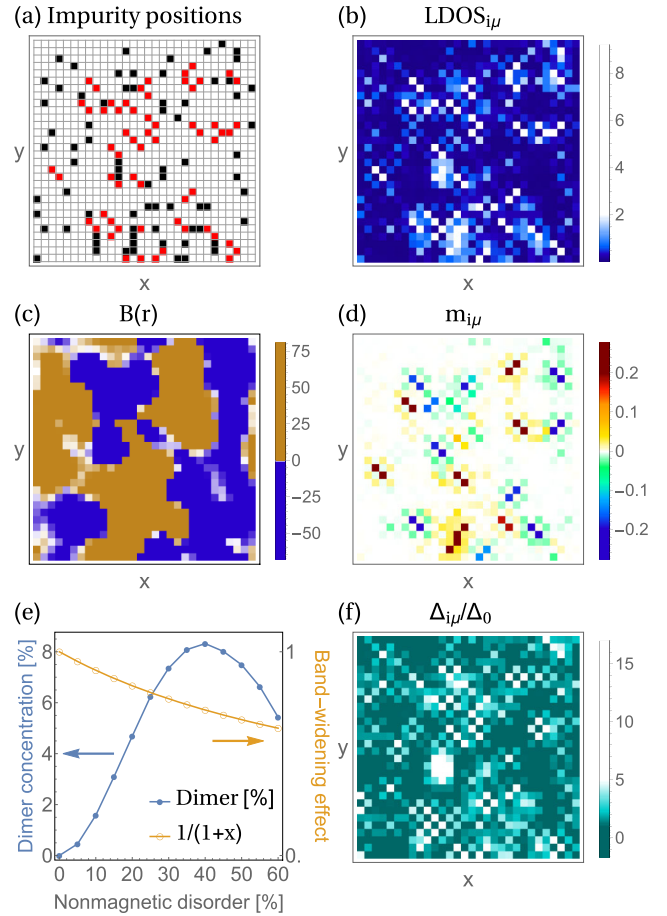 (a) Impurity positions
y
x
(b) LDOSiμ
8
6
4
2
x
(c) B(r)
y
x
75
50
25
0
−25
−50
(d) miμ
y
x
0.2
0.1
0
−0.1
−0.2
(e)
Dimer concentration [%]
8
6
4
2
0
0 10 20 30 40 50 60
Nonmagnetic disorder [%]
Dimer [%]
1/(1+x)
1
0.
Band-widening effect
(f) Δiμ/Δ0
y
x
15
10
5
0